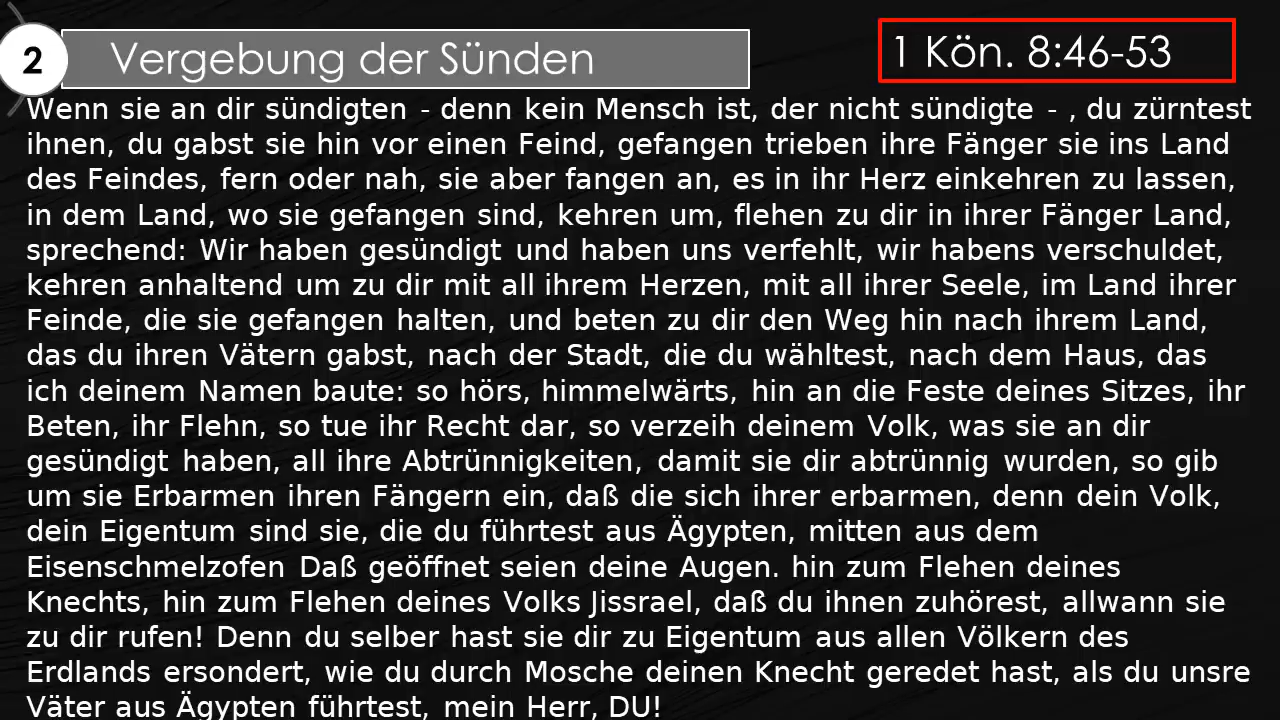 2
Vergebung der Sünden
1 Kön. 8:46-53
Wenn sie an dir sündigten - denn kein Mensch ist, der nicht sündigte - , du zürntest
ihnen, du gabst sie hin vor einen Feind, gefangen trieben ihre Fänger sie ins Land
des Feindes, fern oder nah, sie aber fangen an, es in ihr Herz einkehren zu lassen,
in dem Land, wo sie gefangen sind, kehren um, flehen zu dir in ihrer Fänger Land,
sprechend: Wir haben gesündigt und haben uns verfehlt, wir habens verschuldet,
kehren anhaltend um zu dir mit all ihrem Herzen, mit all ihrer Seele, im Land ihrer
Feinde, die sie gefangen halten, und beten zu dir den Weg hin nach ihrem Land,
das du ihren Vätern gabst, nach der Stadt, die du wähltest, nach dem Haus, das
ich deinem Namen baute: so hörs, himmelwärts, hin an die Feste deines Sitzes, ihr
Beten, ihr Flehn, so tue ihr Recht dar, so verzeih deinem Volk, was sie an dir
gesündigt haben, all ihre Abtrünnigkeiten, damit sie dir abtrünnig wurden, so gib
um sie Erbarmen ihren Fängern ein, daß die sich ihrer erbarmen, denn dein Volk,
dein Eigentum sind sie, die du führtest aus Ägypten, mitten aus dem
Eisenschmelzofen Daß geöffnet seien deine Augen. hin zum Flehen deines
Knechts, hin zum Flehen deines Volks Jissrael, daß du ihnen zuhörest, allwann sie
zu dir rufen! Denn du selber hast sie dir zu Eigentum aus allen Völkern des
Erdlands ersondert, wie du durch Mosche deinen Knecht geredet hast, als du unsre
Väter aus Ägypten führtest, mein Herr, DU!